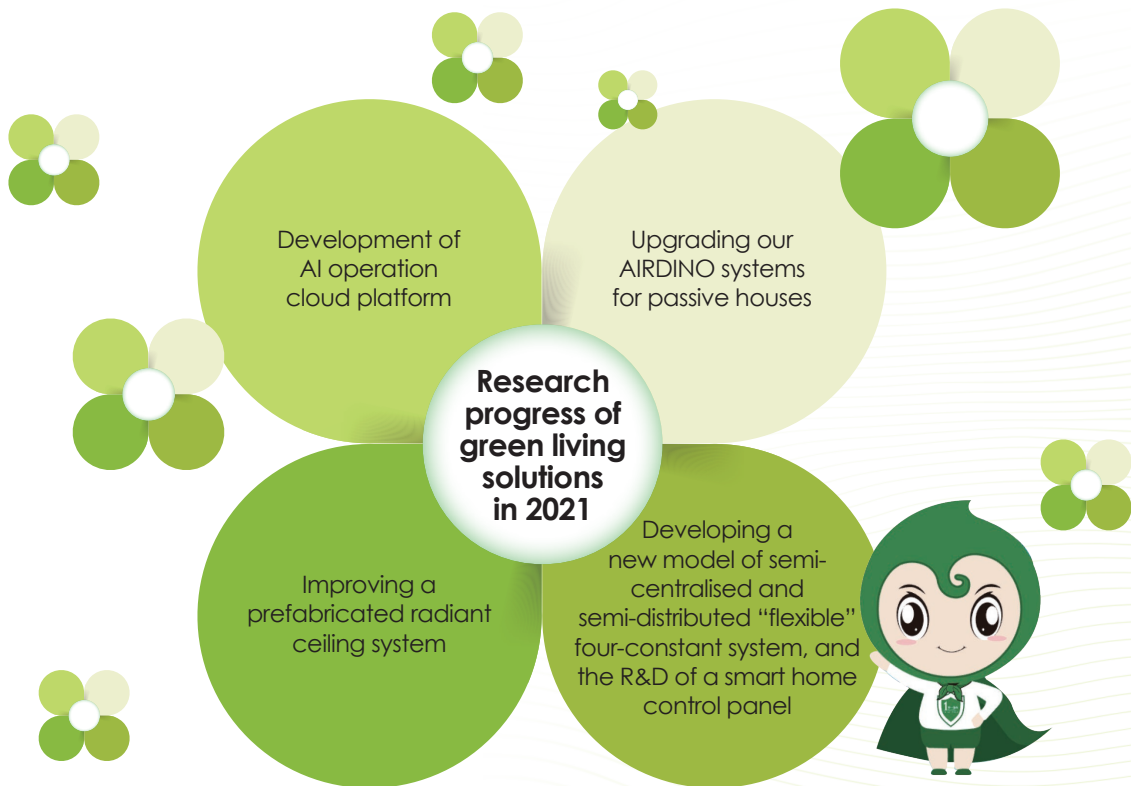 Development of
AI operation
cloud platform
Upgrading our
AIRDINO systems
for passive houses
Research
progress of
green living
solutions
in 2021
Improving a
prefabricated radiant
ceiling system
Developing a
new model of semi-
centralised and
semi-distributed “flexible”
four-constant system, and
the R&D of a smart home
control panel